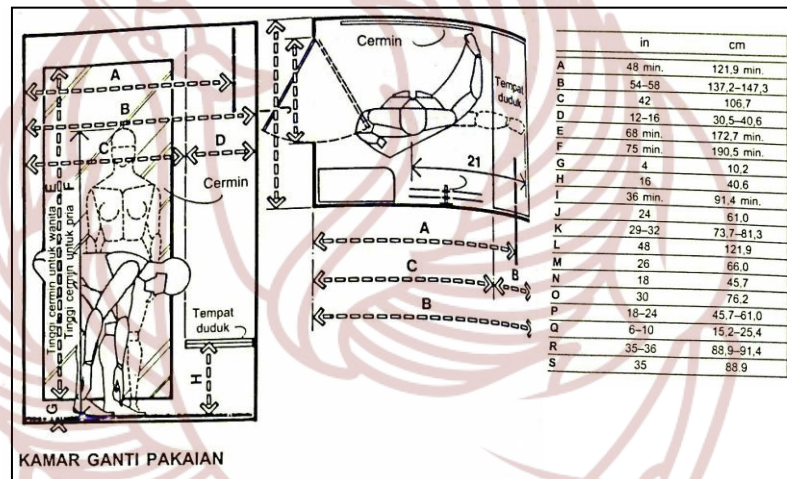 A
B
C
D
E
F
Cermin
Tinggi cermin untuk wanita
Tinggi cermin untuk pria
Tempat
duduk
H
G
KAMAR GANTI PAKAIAN
Cermin
Tempat
duduk
21
A
C
B
B
in cm
A 48 min. 121,9 min.
B 54–58 137,2–147,3
C 42 106,7
D 12–16 30,5–40,6
E 68 min. 172,7 min.
F 75 min. 190,5 min.
G 4 10,2
H 16 40,6
I 36 min. 91,4 min.
J 24 61,0
K 29–32 73,7–81,3
L 48 121,9
M 26 66,0
N 18 45,7
O 30 76,2
P 18–24 45,7–61,0
Q 6–10 15,2–25,4
R 35–36 88,9–91,4
S 35 88.9